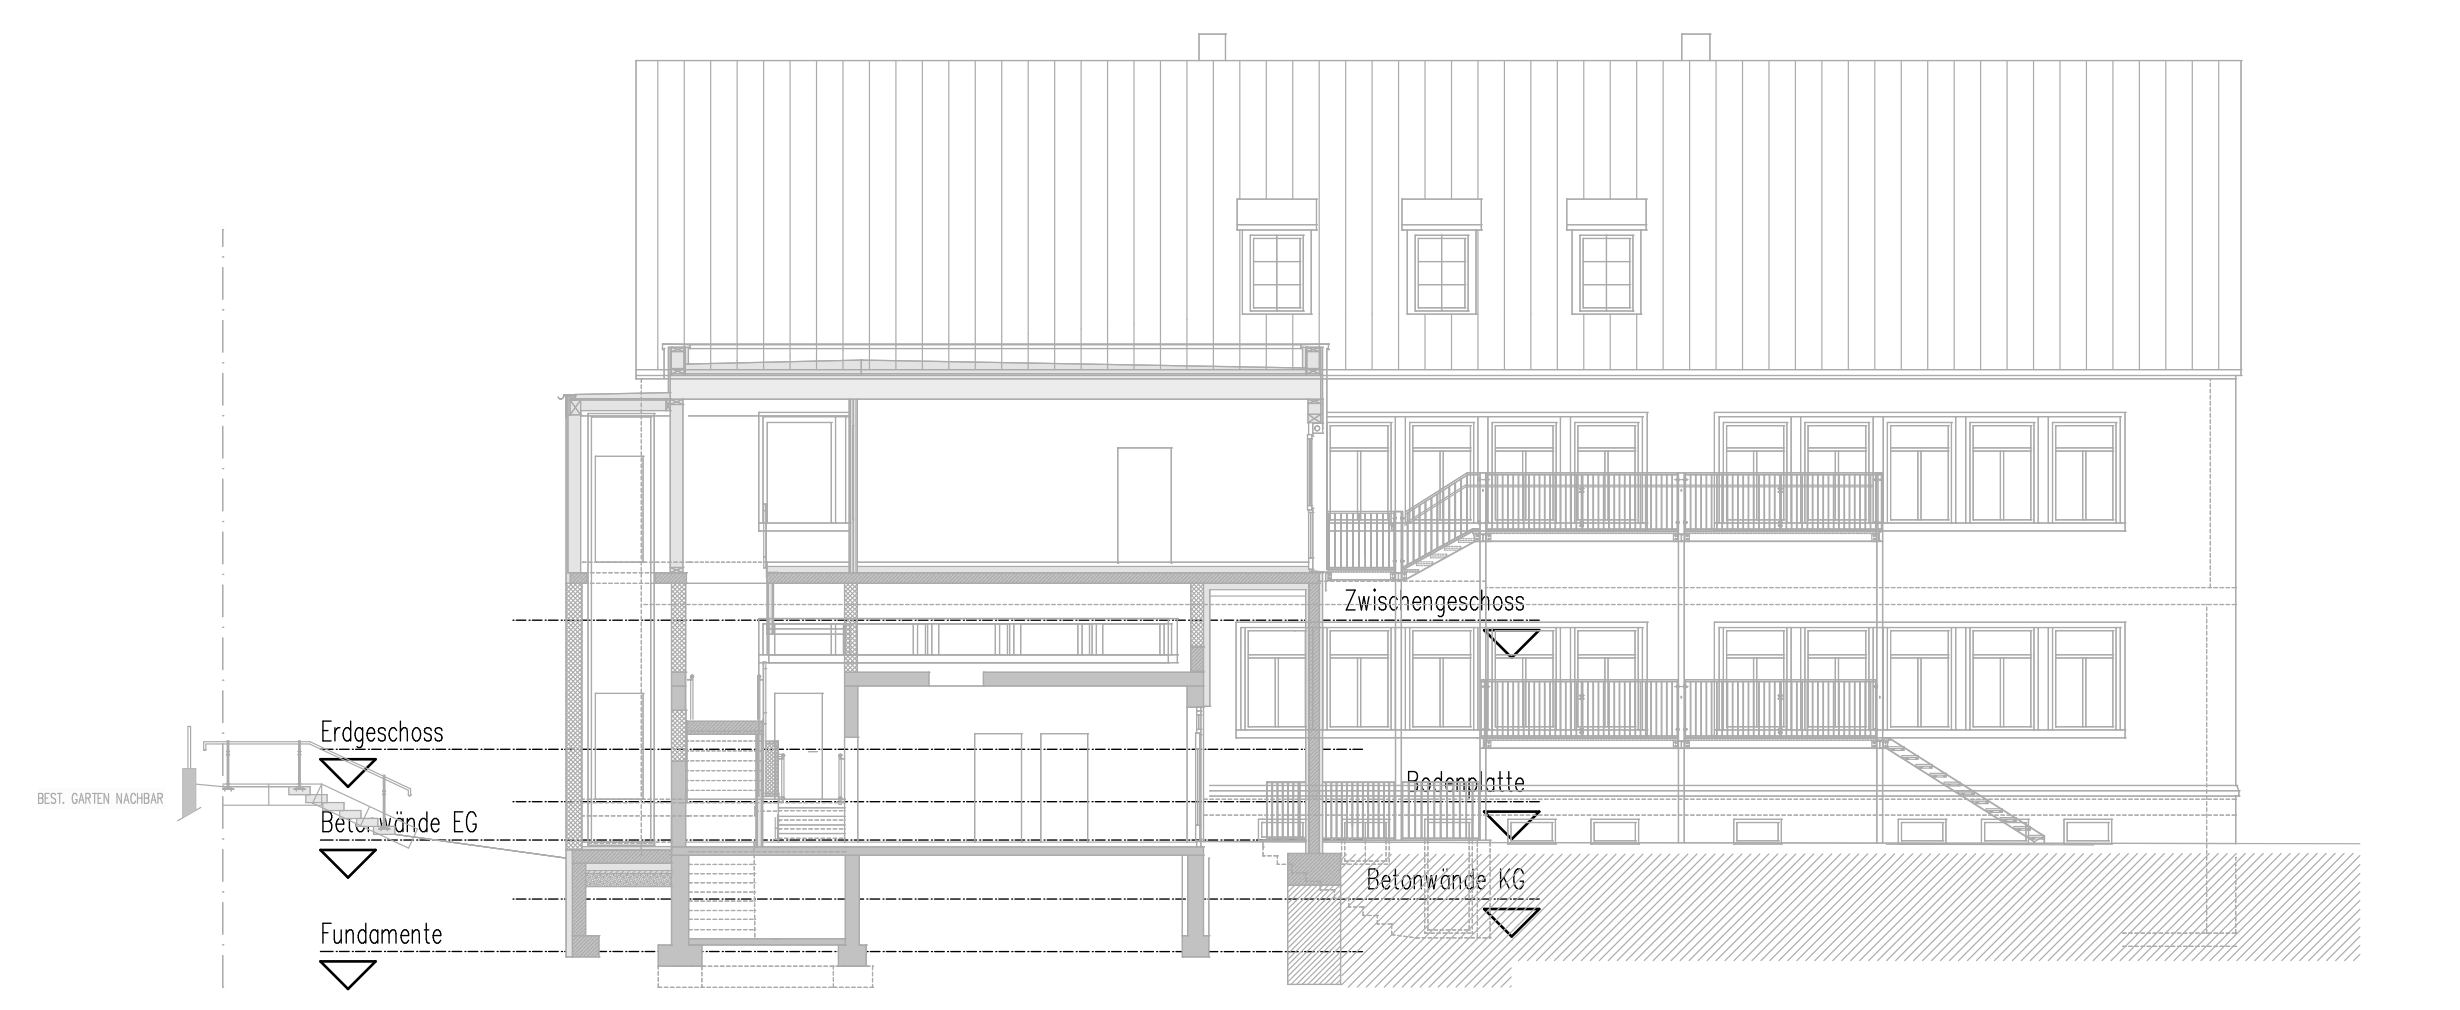 Zwischengeschoss
Erdgeschoss
Bodenplatte
BEST. GARTEN NACHBAR
Betonwände EG
Betonwände KG
Fundamente